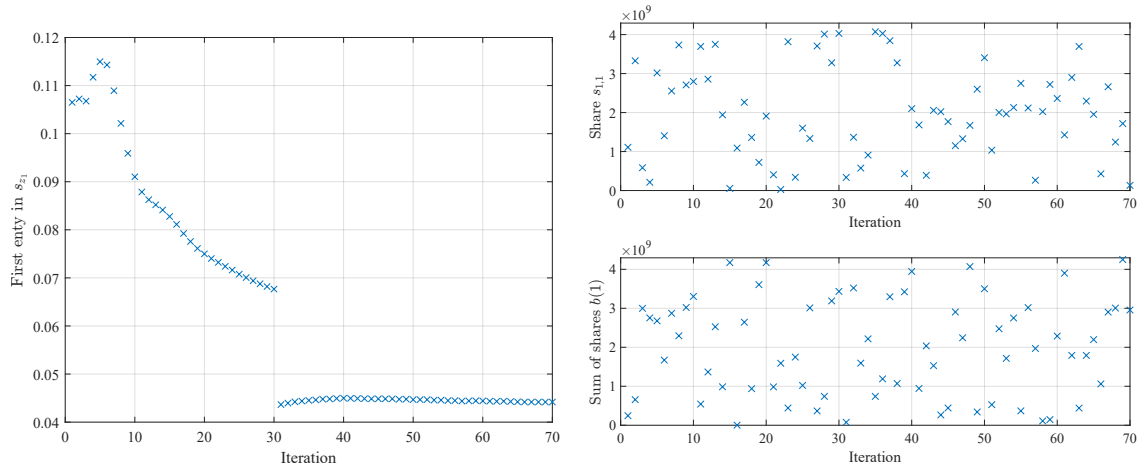 0.12
0.11
0.1
0.09
0.08
0.07
0.06
0.05
0.04
First enty in s_{z_1}
0 10 20 30 40 50 60 70
Iteration
×10^9
4
3
2
1
0
Share s_{1,1}
0 10 20 30 40 50 60 70
Iteration
×10^9
4
3
2
1
0
Sum of shares b(1)
0 10 20 30 40 50 60 70
Iteration